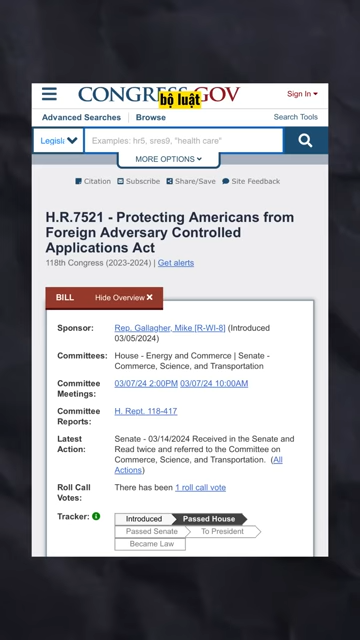 CONGRESS.GOV
Sign In
bộ luật
Advanced Searches | Browse
Search Tools
Legisl
Examples: hr5, sres9, "health care"
MORE OPTIONS
Citation Subscribe Share/Save Site Feedback
H.R.7521 - Protecting Americans from
Foreign Adversary Controlled
Applications Act
118th Congress (2023-2024) | Get alerts
BILL Hide Overview ✕
Sponsor: Rep. Gallagher, Mike [R-WI-8] (Introduced
03/05/2024)
Committees: House - Energy and Commerce | Senate -
Commerce, Science, and Transportation
Committee Meetings: 03/07/24 2:00PM 03/07/24 10:00AM
Committee Reports: H. Rept. 118-417
Latest Action: Senate - 03/14/2024 Received in the Senate and
Read twice and referred to the Committee on
Commerce, Science, and Transportation. (All
Actions)
Roll Call Votes: There has been 1 roll call vote
Tracker:
Introduced Passed House
Passed Senate To President
Became Law